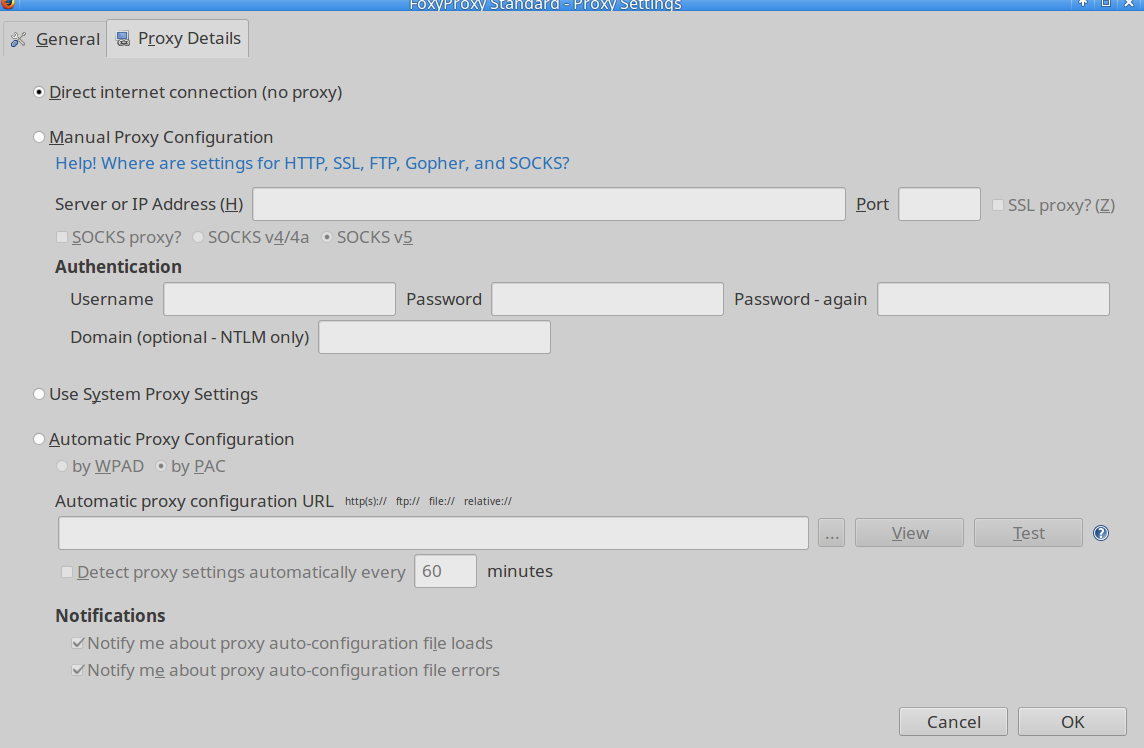 FoxyProxy Standard - Proxy Settings
General Proxy Details
Direct internet connection (no proxy)
Manual Proxy Configuration
Help! Where are settings for HTTP, SSL, FTP, Gopher, and SOCKS?
Server or IP Address (H) Port SSL proxy? (Z)
SOCKS proxy? SOCKS v4/4a SOCKS v5
Authentication
Username Password Password - again
Domain (optional - NTLM only)
Use System Proxy Settings
Automatic Proxy Configuration
by WPAD by PAC
Automatic proxy configuration URL http(s):// ftp:// file:// relative://
... View Test ?
Detect proxy settings automatically every 60 minutes
Notifications
Notify me about proxy auto-configuration file loads
Notify me about proxy auto-configuration file errors
Cancel OK